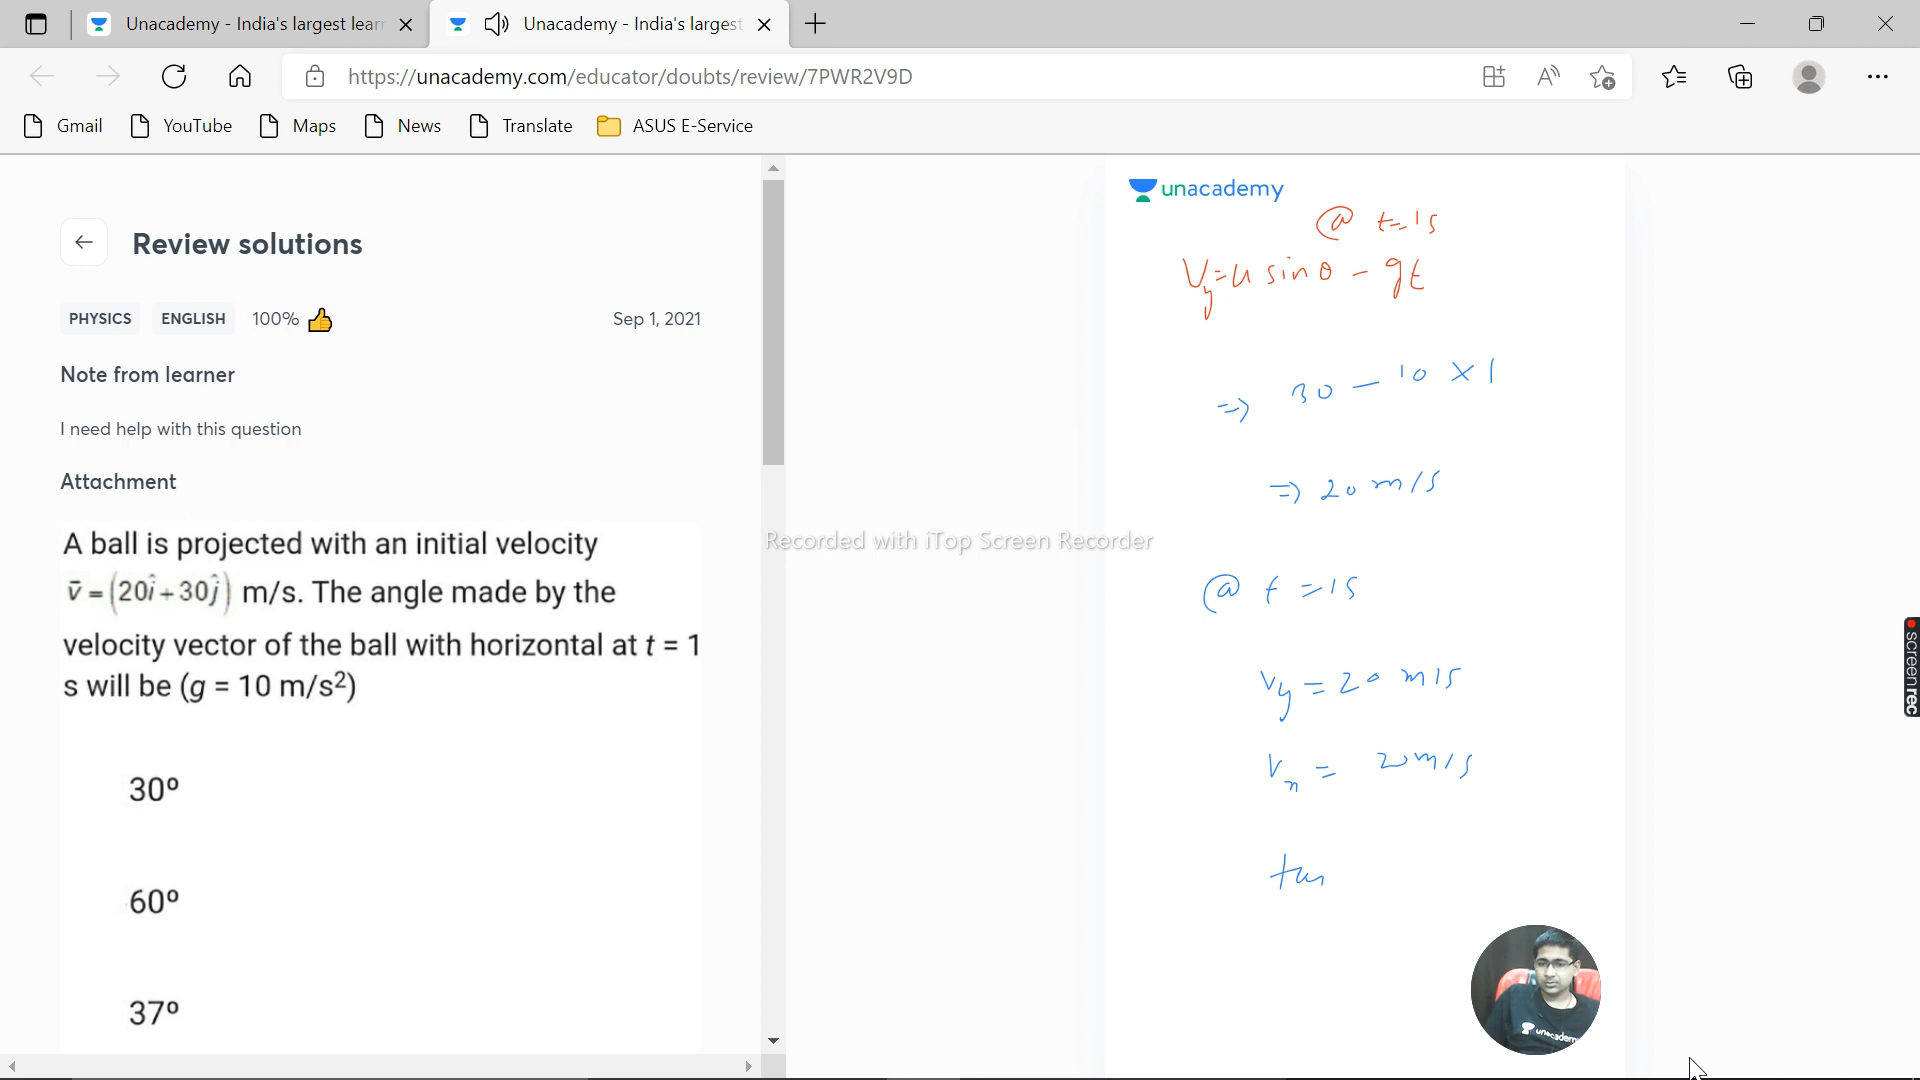 Unacademy - India's largest lear
Unacademy - India's largest
https://unacademy.com/educator/doubts/review/7PWR2V9D
Gmail
YouTube
Maps
News
Translate
ASUS E-Service
Review solutions
PHYSICS
ENGLISH
100%
Sep 1, 2021
Note from learner
I need help with this question
Attachment
A ball is projected with an initial velocity
v̄ = (20î + 30ĵ) m/s. The angle made by the
velocity vector of the ball with horizontal at t = 1
s will be (g = 10 m/s²)
30º
60º
37º
Recorded with iTop Screen Recorder
unacademy
@ t=1s
Vy=u sinθ - gt
=> 30 - 10 × 1
=> 20 m/s
@ t = 1s
Vy = 20 m/s
Vx = 20 m/s
tan
unacademy
screenrec